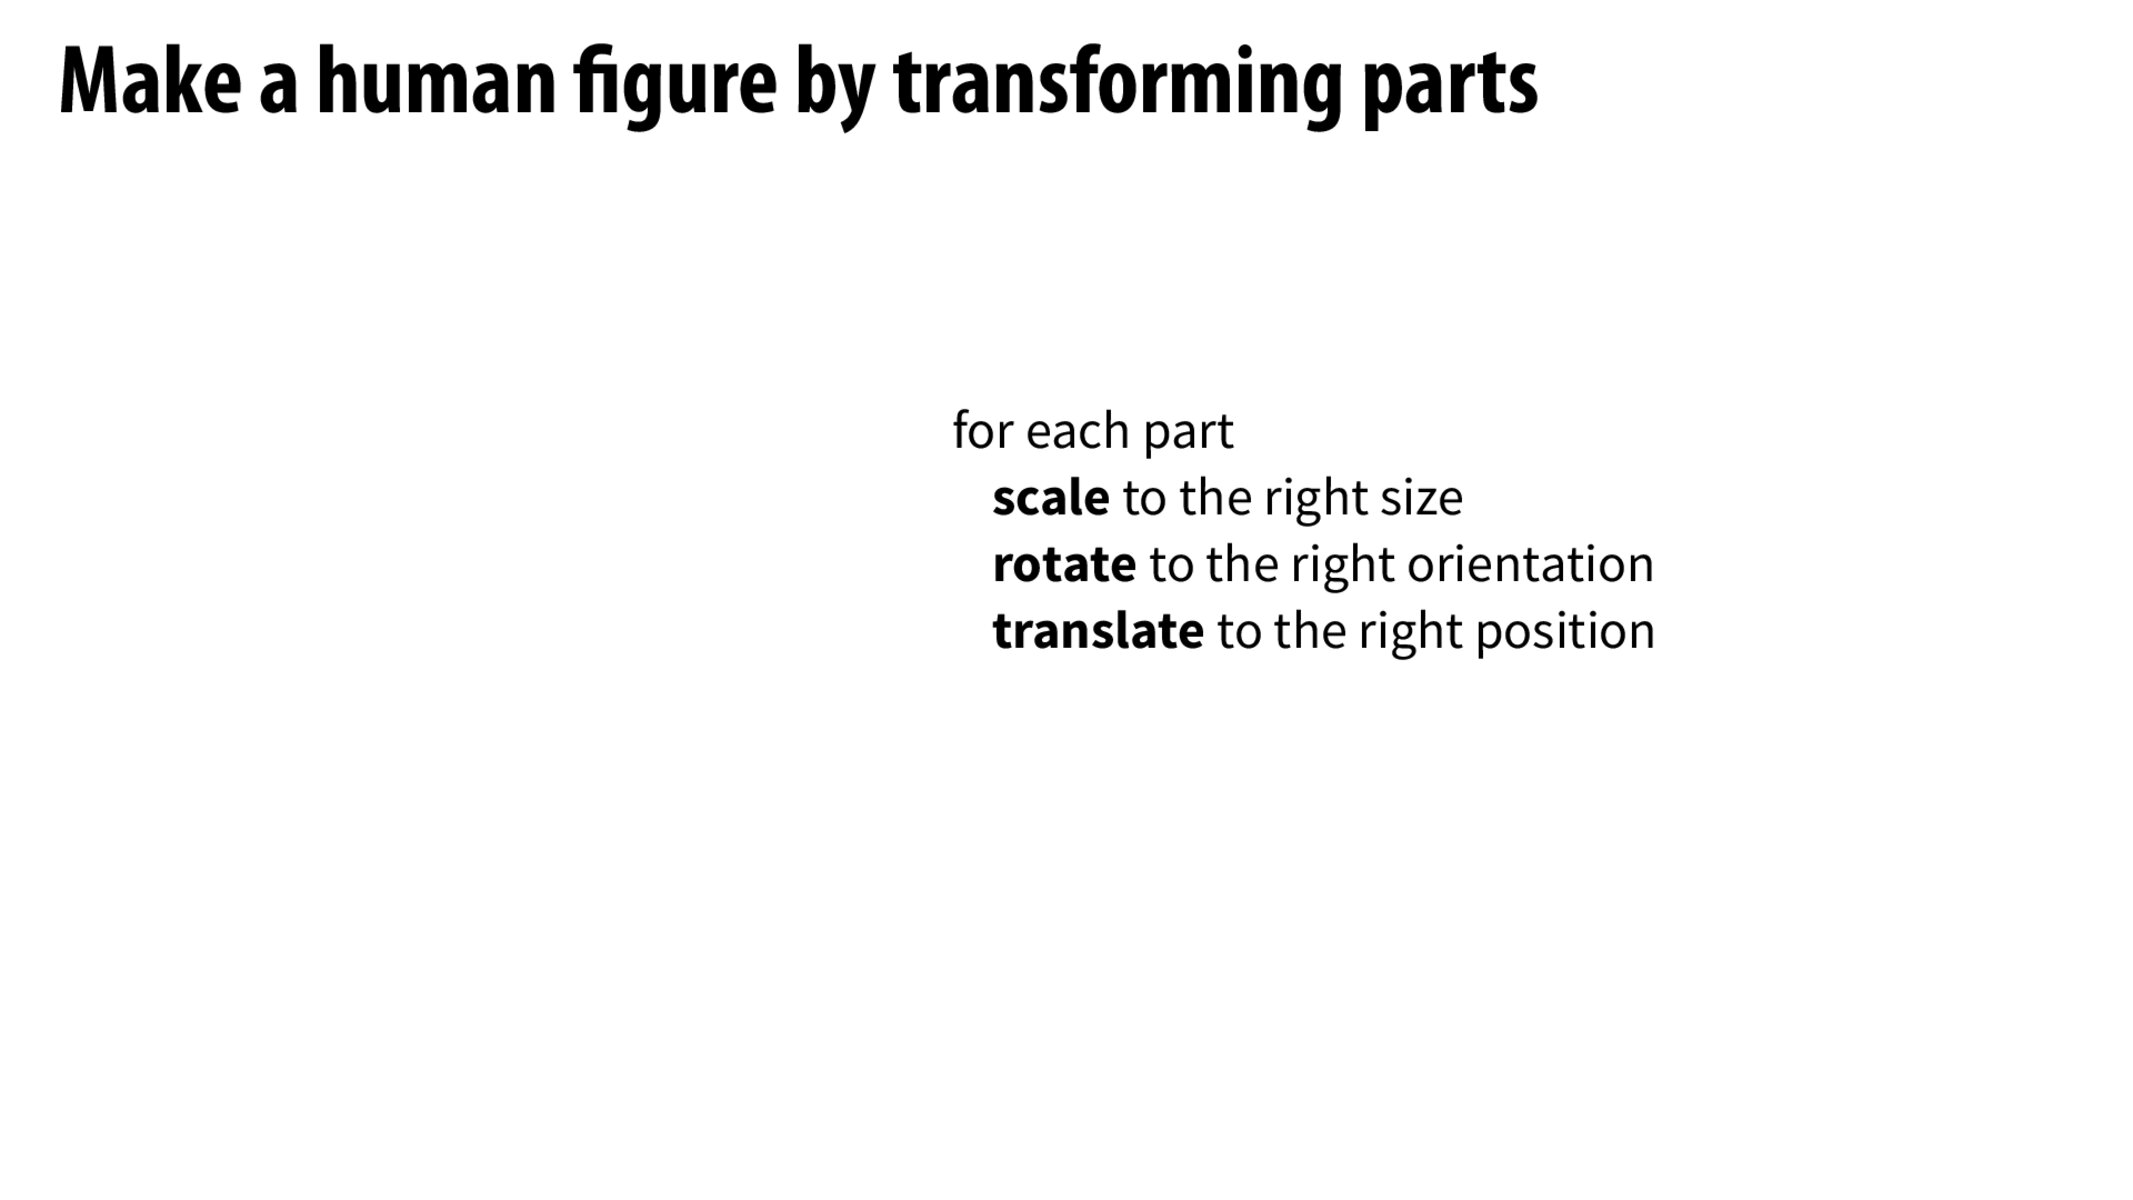 Make a human figure by transforming parts
for each part
scale to the right size
rotate to the right orientation
translate to the right position